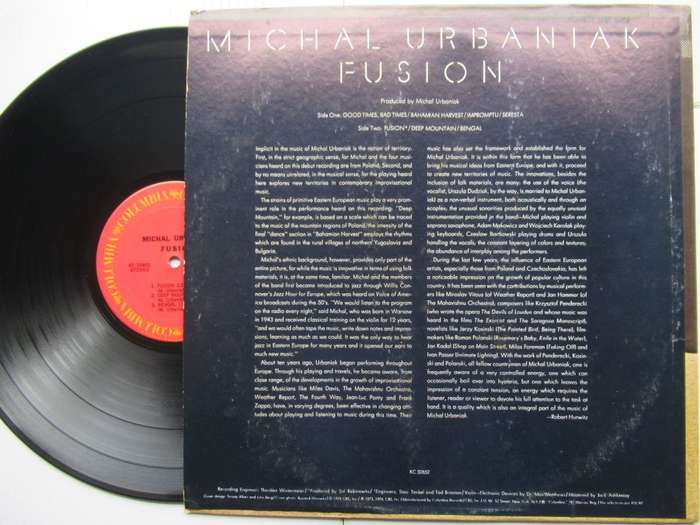 MICHAL URBANIAK
FUSION
Produced by Michal Urbaniak
Side One: GOOD TIMES, BAD TIMES/BAHAMIAN HARVEST/IMPROMPTU/SERESTA
Side Two: FUSION*/DEEP MOUNTAIN/BENGAL
Implicit in the music of Michal Urbaniak is the notion of territory.
First, in the strict geographic sense, for Michal and the four musi-
cians heard on this debut recording are from Poland. Second, and
by no means unrelated, in the musical sense, for the playing heard
here explores new territories in contemporary improvisational
music.
The strains of primitive Eastern European music play a very prom-
inent role in the performance heard on this recording. "Deep
Mountain," for example, is based on a scale which can be traced
to the music of the mountain regions of Poland, the intensity of the
final "dance" section in "Bahamian Harvest" employs the rhythms
which are found in the rural villages of northern Yugoslavia and
Bulgaria.
Michal's ethnic background, however, provides only part of the
entire picture, for while the music is innovative in terms of using folk
materials, it is, at the same time, familiar. Michal and the members
of the band first became introduced to jazz through Willis Con-
nover's Jazz Hour for Europe, which was heard on Voice of Ame-
rica broadcasts during the 50's. "We would listen to the program
on the radio every night," said Michal, who was born in Warsaw
in 1943 and received classical training on the violin for 12 years,
"and we would often tape the music, write down notes and impres-
sions, learning as much as we could. It was the only way to hear
jazz in Eastern Europe for many years and it opened our ears to
much new music."
About ten years ago, Urbaniak began performing throughout
Europe. Through his playing and travels, he became aware, from
close range, of the developments in the growth of improvisational
music. Musicians like Miles Davis, The Mahavishnu Orchestra,
Weather Report, The Fourth Way, Jean-Luc Ponty and Frank
Zappa, have, in varying degrees, been effective in changing atti-
tudes about playing and listening to music during this time. Their
music has also set the framework and established the form for
Michal Urbaniak. It is within this form that he has been able to
bring his musical ideas from Eastern Europe, and with it, proceed
to create new territories of music. The innovations, besides the
inclusion of folk materials, are many: the use of the voice (the
vocalist, Urszula Dudziak, by the way, is married to Michal Urban-
iak) as a non-verbal instrument, both acoustically and through an
ecoplex, the unusual sonorities produced by the equally unusual
instrumentation provided in the band—Michal playing violin and
soprano saxophone, Adam Makowicz and Wojciech Karolak play-
ing keyboards, Czeslaw Bartkowski playing drums and Urszula
handling the vocals, the constant layering of colors and textures;
the abundance of interplay among the performers.
During the last few years, the influence of Eastern European
artists, especially those from Poland and Czechoslovakia, has left
a noticeable impression on the growth of popular culture in this
country. It has been seen with the contributions by musical perform-
ers like Miroslav Vitous (of Weather Report) and Jan Hammer (of
The Mahavishnu Orchestra), composers like Krzysztof Penderecki
(who wrote the opera The Devils of Loudun and whose music was
heard in the films The Exorcist and The Saragossa Manuscript),
novelists like Jerzy Kosinski (The Painted Bird, Being There), film-
makers like Roman Polanski (Rosemary's Baby, Knife in the Water),
Jan Kadar (Shop on Main Street), Milos Foreman (Taking Off) and
Ivan Passer (Intimate Lighting). With the work of Penderecki, Kosin-
ski and Polanski, all fellow countrymen of Michal Urbaniak, one is
frequently aware of a very controlled energy, one which can
occasionally boil over into hysteria, but one which leaves the
impression of a constant tension, an energy which requires the
listener, reader or viewer to devote his full attention to the task at
hand. It is a quality which is also an integral part of the music of
Michal Urbaniak.
—Robert Hurwitz
KC 32852
COLUMBIA
MICHAL URB
FUSIO
STEREO